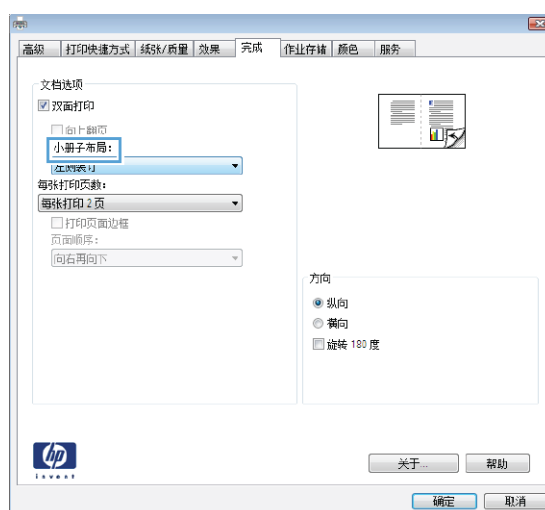 高级 打印快捷方式 纸张/质量 效果 完成 作业存储 颜色 服务
文档选项
双面打印
向上翻页
小册子布局：
左侧装订
每张打印页数：
每张打印 2 页
打印页面边框
页面顺序：
向右再向下
方向
纵向
横向
旋转 180 度
hp
invent
关于... 帮助
确定 取消